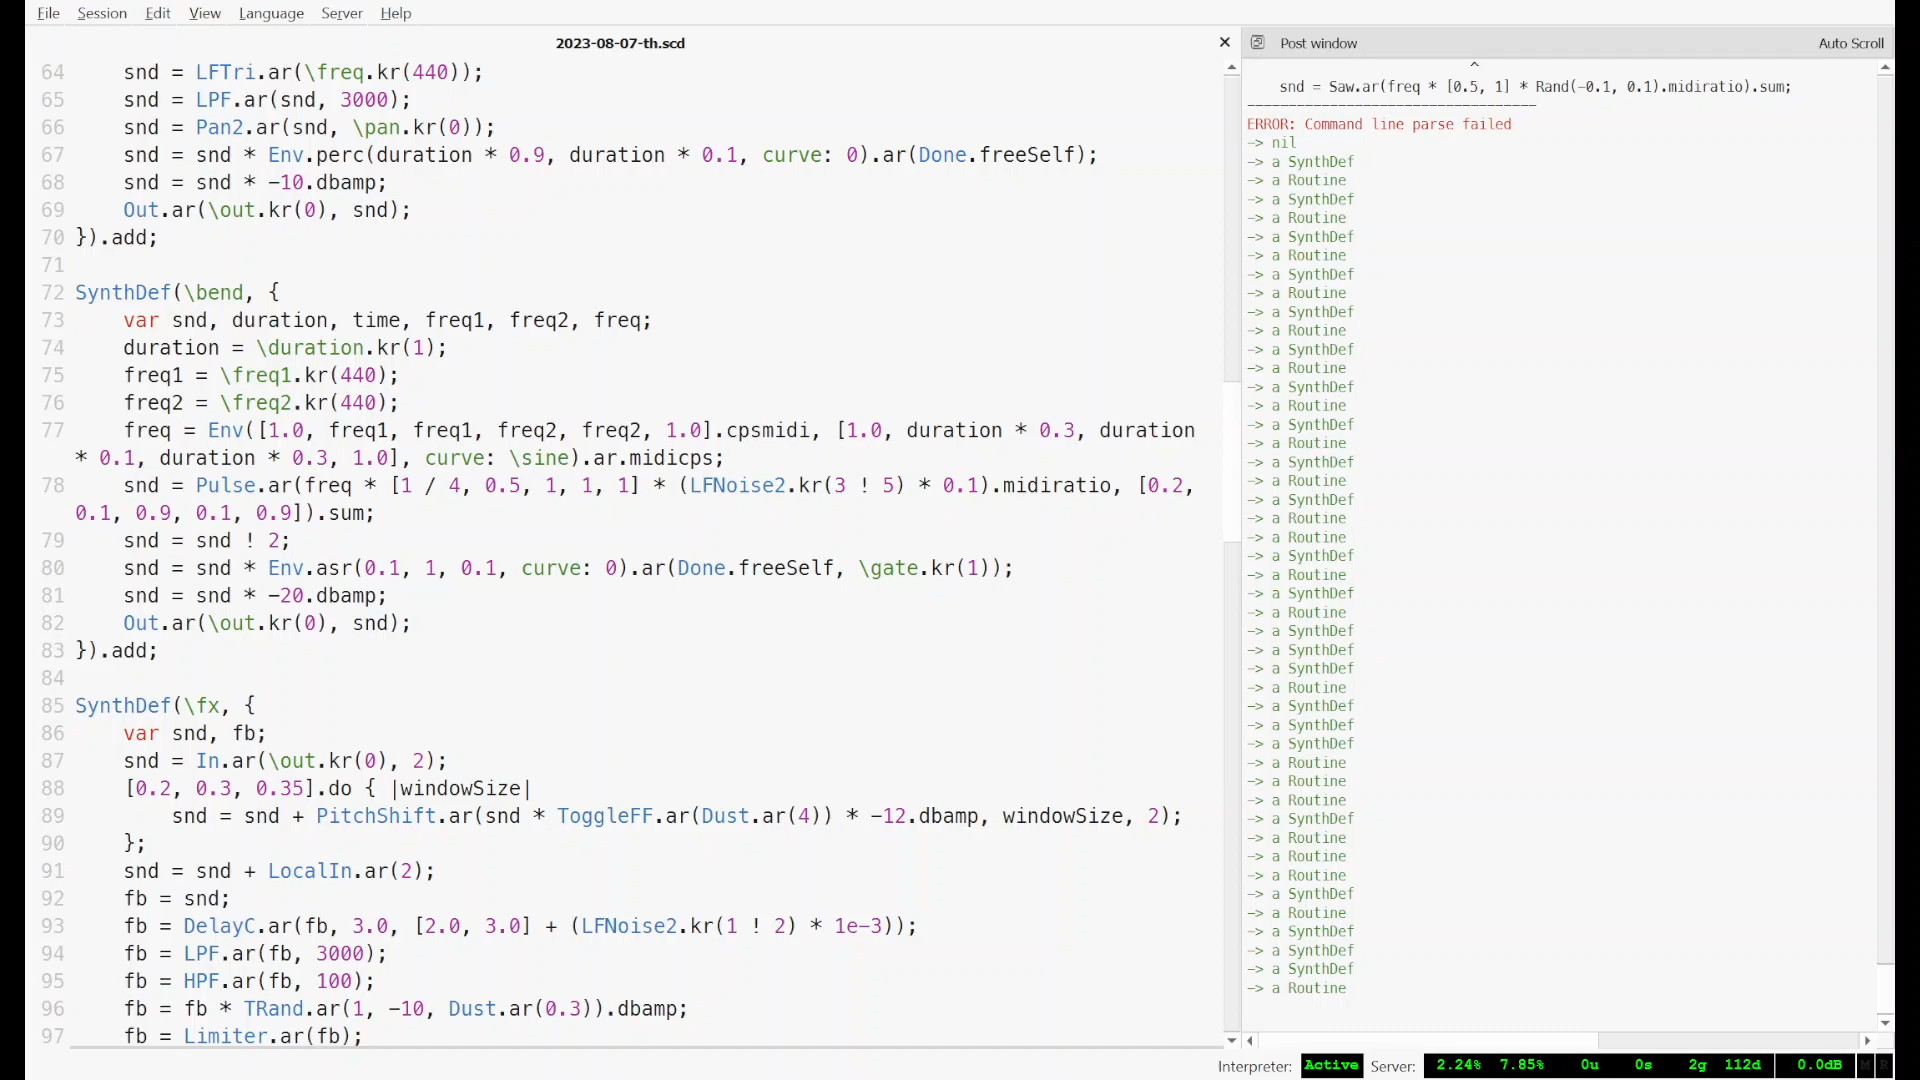 File Session Edit View Language Server Help
2023-08-07-th.scd
64 snd = LFTri.ar(\freq.kr(440));
65 snd = LPF.ar(snd, 3000);
66 snd = Pan2.ar(snd, \pan.kr(0));
67 snd = snd * Env.perc(duration * 0.9, duration * 0.1, curve: 0).ar(Done.freeSelf);
68 snd = snd * -10.dbamp;
69 Out.ar(\out.kr(0), snd);
70 }).add;
71
72 SynthDef(\bend, {
73 var snd, duration, time, freq1, freq2, freq;
74 duration = \duration.kr(1);
75 freq1 = \freq1.kr(440);
76 freq2 = \freq2.kr(440);
77 freq = Env([1.0, freq1, freq1, freq2, freq2, 1.0].cpsmidi, [1.0, duration * 0.3, duration
* 0.1, duration * 0.3, 1.0], curve: \sine).ar.midicps;
78 snd = Pulse.ar(freq * [1 / 4, 0.5, 1, 1, 1] * (LFNoise2.kr(3 ! 5) * 0.1).midiratio, [0.2,
0.1, 0.9, 0.1, 0.9]).sum;
79 snd = snd ! 2;
80 snd = snd * Env.asr(0.1, 1, 0.1, curve: 0).ar(Done.freeSelf, \gate.kr(1));
81 snd = snd * -20.dbamp;
82 Out.ar(\out.kr(0), snd);
83 }).add;
84
85 SynthDef(\fx, {
86 var snd, fb;
87 snd = In.ar(\out.kr(0), 2);
88 [0.2, 0.3, 0.35].do { |windowSize|
89 snd = snd + PitchShift.ar(snd * ToggleFF.ar(Dust.ar(4)) * -12.dbamp, windowSize, 2);
90 };
91 snd = snd + LocalIn.ar(2);
92 fb = snd;
93 fb = DelayC.ar(fb, 3.0, [2.0, 3.0] + (LFNoise2.kr(1 ! 2) * 1e-3));
94 fb = LPF.ar(fb, 3000);
95 fb = HPF.ar(fb, 100);
96 fb = fb * TRand.ar(1, -10, Dust.ar(0.3)).dbamp;
97 fb = Limiter.ar(fb);
Post window Auto Scroll
^
snd = Saw.ar(freq * [0.5, 1] * Rand(-0.1, 0.1).midiratio).sum;
-----------------------------------
ERROR: Command line parse failed
-> nil
-> a SynthDef
-> a Routine
-> a SynthDef
-> a Routine
-> a SynthDef
-> a Routine
-> a SynthDef
-> a Routine
-> a SynthDef
-> a Routine
-> a SynthDef
-> a Routine
-> a SynthDef
-> a Routine
-> a SynthDef
-> a Routine
-> a SynthDef
-> a Routine
-> a SynthDef
-> a Routine
-> a Routine
-> a SynthDef
-> a Routine
-> a SynthDef
-> a Routine
-> a SynthDef
-> a SynthDef
-> a SynthDef
-> a Routine
-> a SynthDef
-> a SynthDef
-> a SynthDef
-> a Routine
-> a Routine
-> a Routine
-> a SynthDef
-> a Routine
-> a Routine
-> a Routine
-> a SynthDef
-> a Routine
-> a SynthDef
-> a SynthDef
-> a SynthDef
-> a Routine
Interpreter: Active Server: 2.24% 7.85% 0u 0s 2g 112d 0.0dB M R